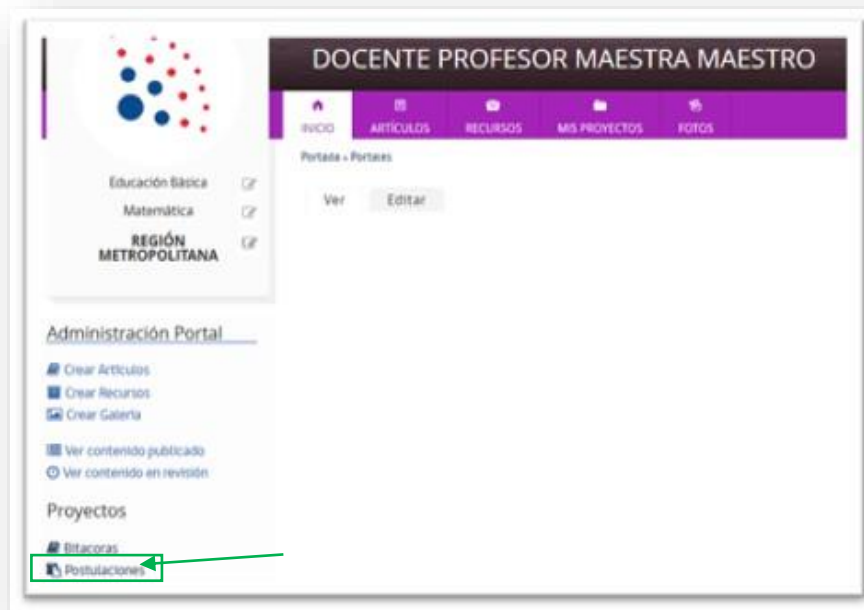 DOCENTE PROFESOR MAESTRA MAESTRO
INICIO ARTÍCULOS RECURSOS MIS PROYECTOS FOTOS
Portada » Portales
Ver Editar
Educación Básica
Matemática
REGIÓN
METROPOLITANA
Administración Portal
Crear Artículos
Crear Recursos
Crear Galería
Ver contenido publicado
Ver contenido en revisión
Proyectos
Bitacoras
Postulaciones